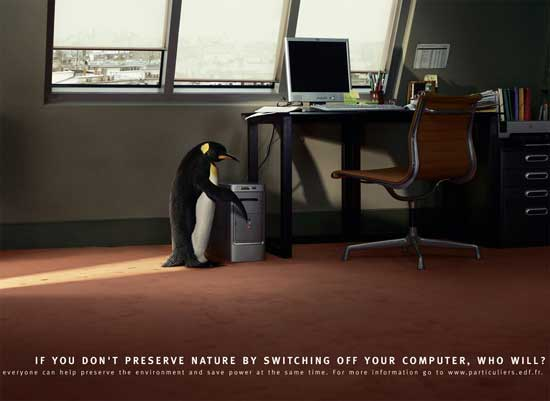 IF YOU DON'T PRESERVE NATURE BY SWITCHING OFF YOUR COMPUTER, WHO WILL?
everyone can help preserve the environment and save power at the same time. For more information go to www.particuliers.edf.fr.